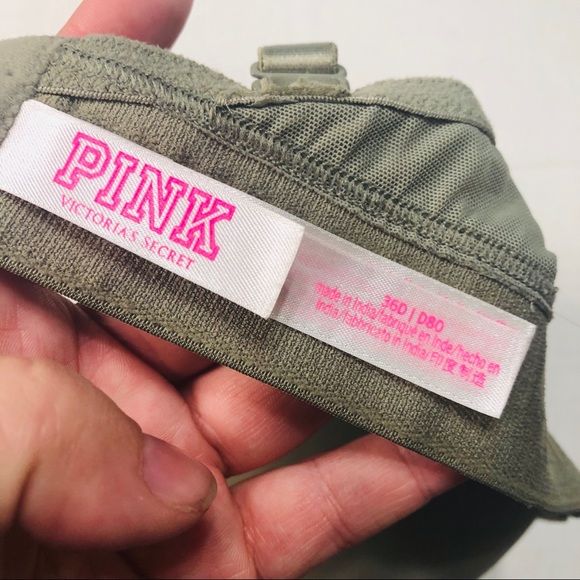 PINK
VICTORIA'S SECRET
36D | D80
made in India/fabriqué en Inde/hecho en
India/fabbricato in India/印度制造